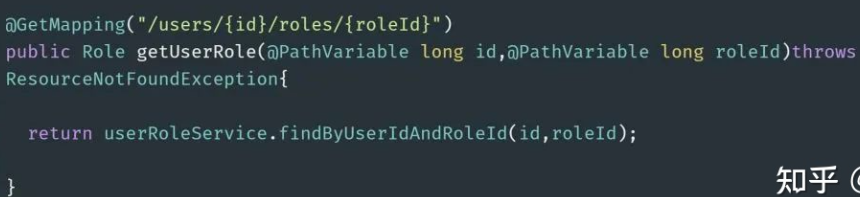 @GetMapping("/users/{id}/roles/{roleId}")
public Role getUserRole(@PathVariable long id,@PathVariable long roleId)throws
ResourceNotFoundException{
return userRoleService.findByUserIdAndRoleId(id,roleId);
}
知乎 @